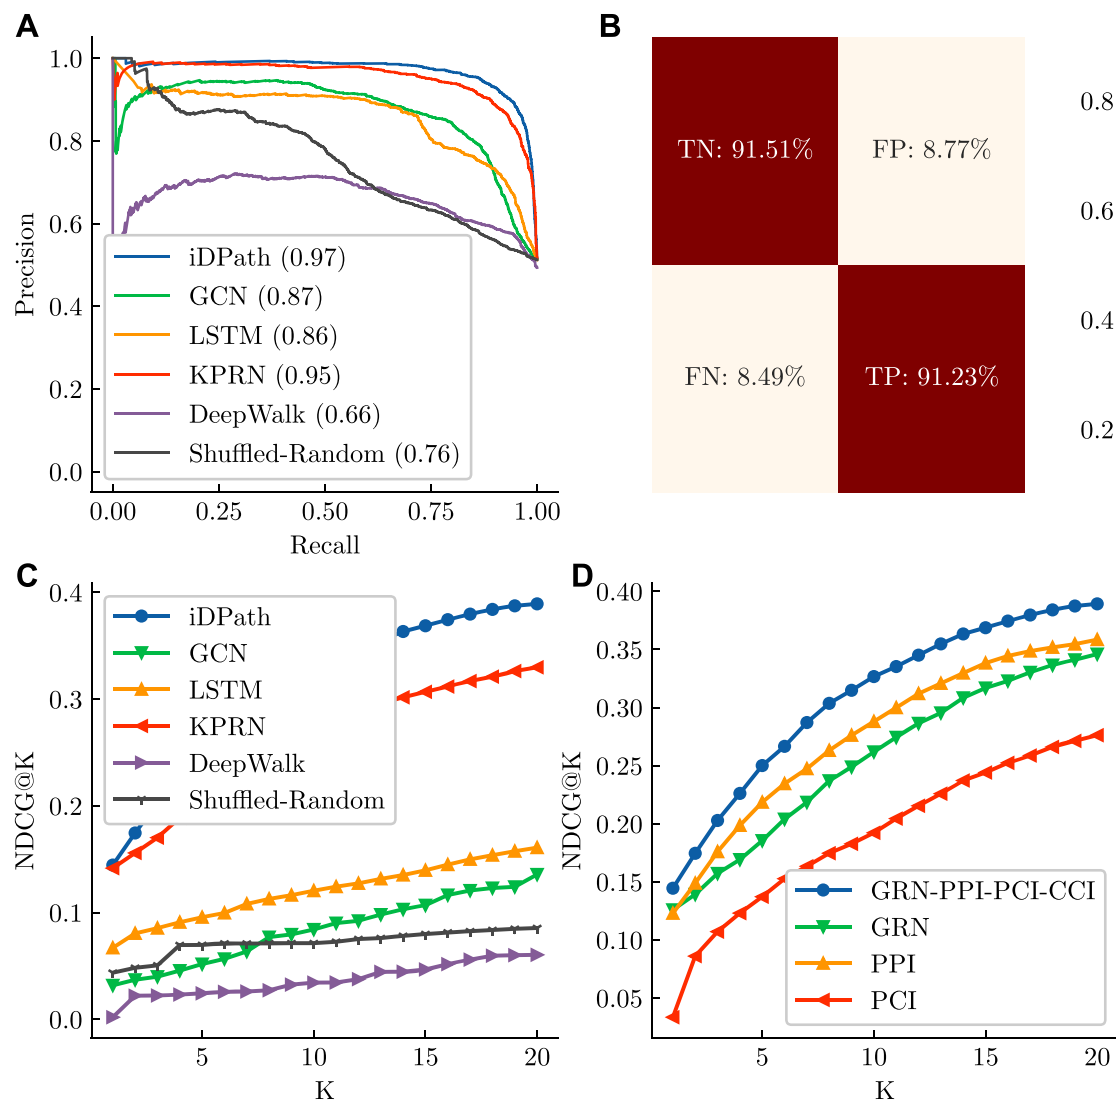 A
1.0
0.8
0.6
0.4
0.2
0.0
Precision
iDPath (0.97)
GCN (0.87)
LSTM (0.86)
KPRN (0.95)
DeepWalk (0.66)
Shuffled-Random (0.76)
0.00 0.25 0.50 0.75 1.00
Recall
B
TN: 91.51% FP: 8.77%
FN: 8.49% TP: 91.23%
0.8
0.6
0.4
0.2
C
0.4
0.3
0.2
0.1
0.0
NDCG@K
iDPath
GCN
LSTM
KPRN
DeepWalk
Shuffled-Random
5 10 15 20
K
D
0.40
0.35
0.30
0.25
0.20
0.15
0.10
0.05
NDCG@K
GRN-PPI-PCI-CCI
GRN
PPI
PCI
5 10 15 20
K